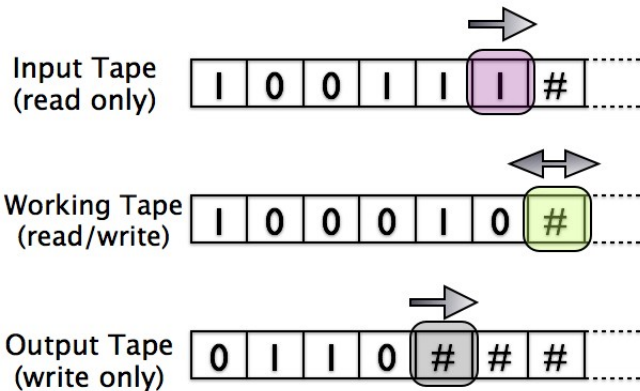 Input Tape
(read only)
1 0 0 1 1 1 #
Working Tape
(read/write)
1 0 0 0 1 0 #
Output Tape
(write only)
0 1 1 0 # # #